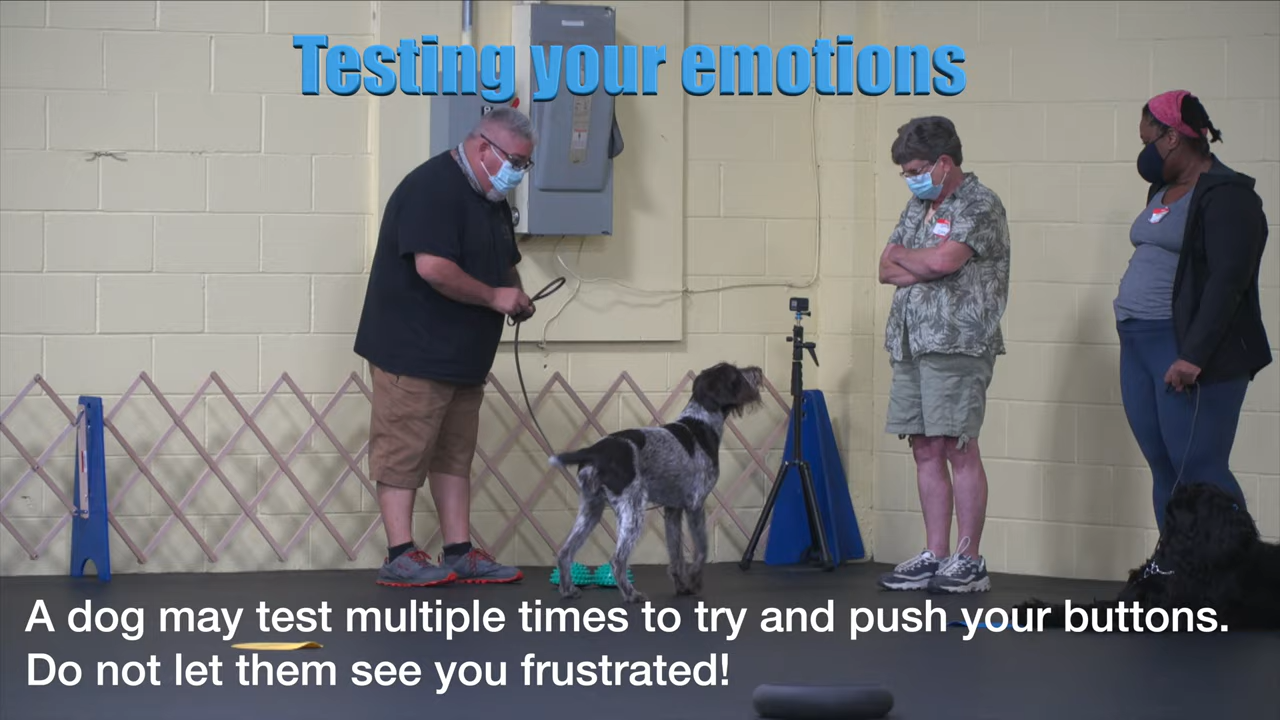 Testing your emotions
A dog may test multiple times to try and push your buttons.
Do not let them see you frustrated!